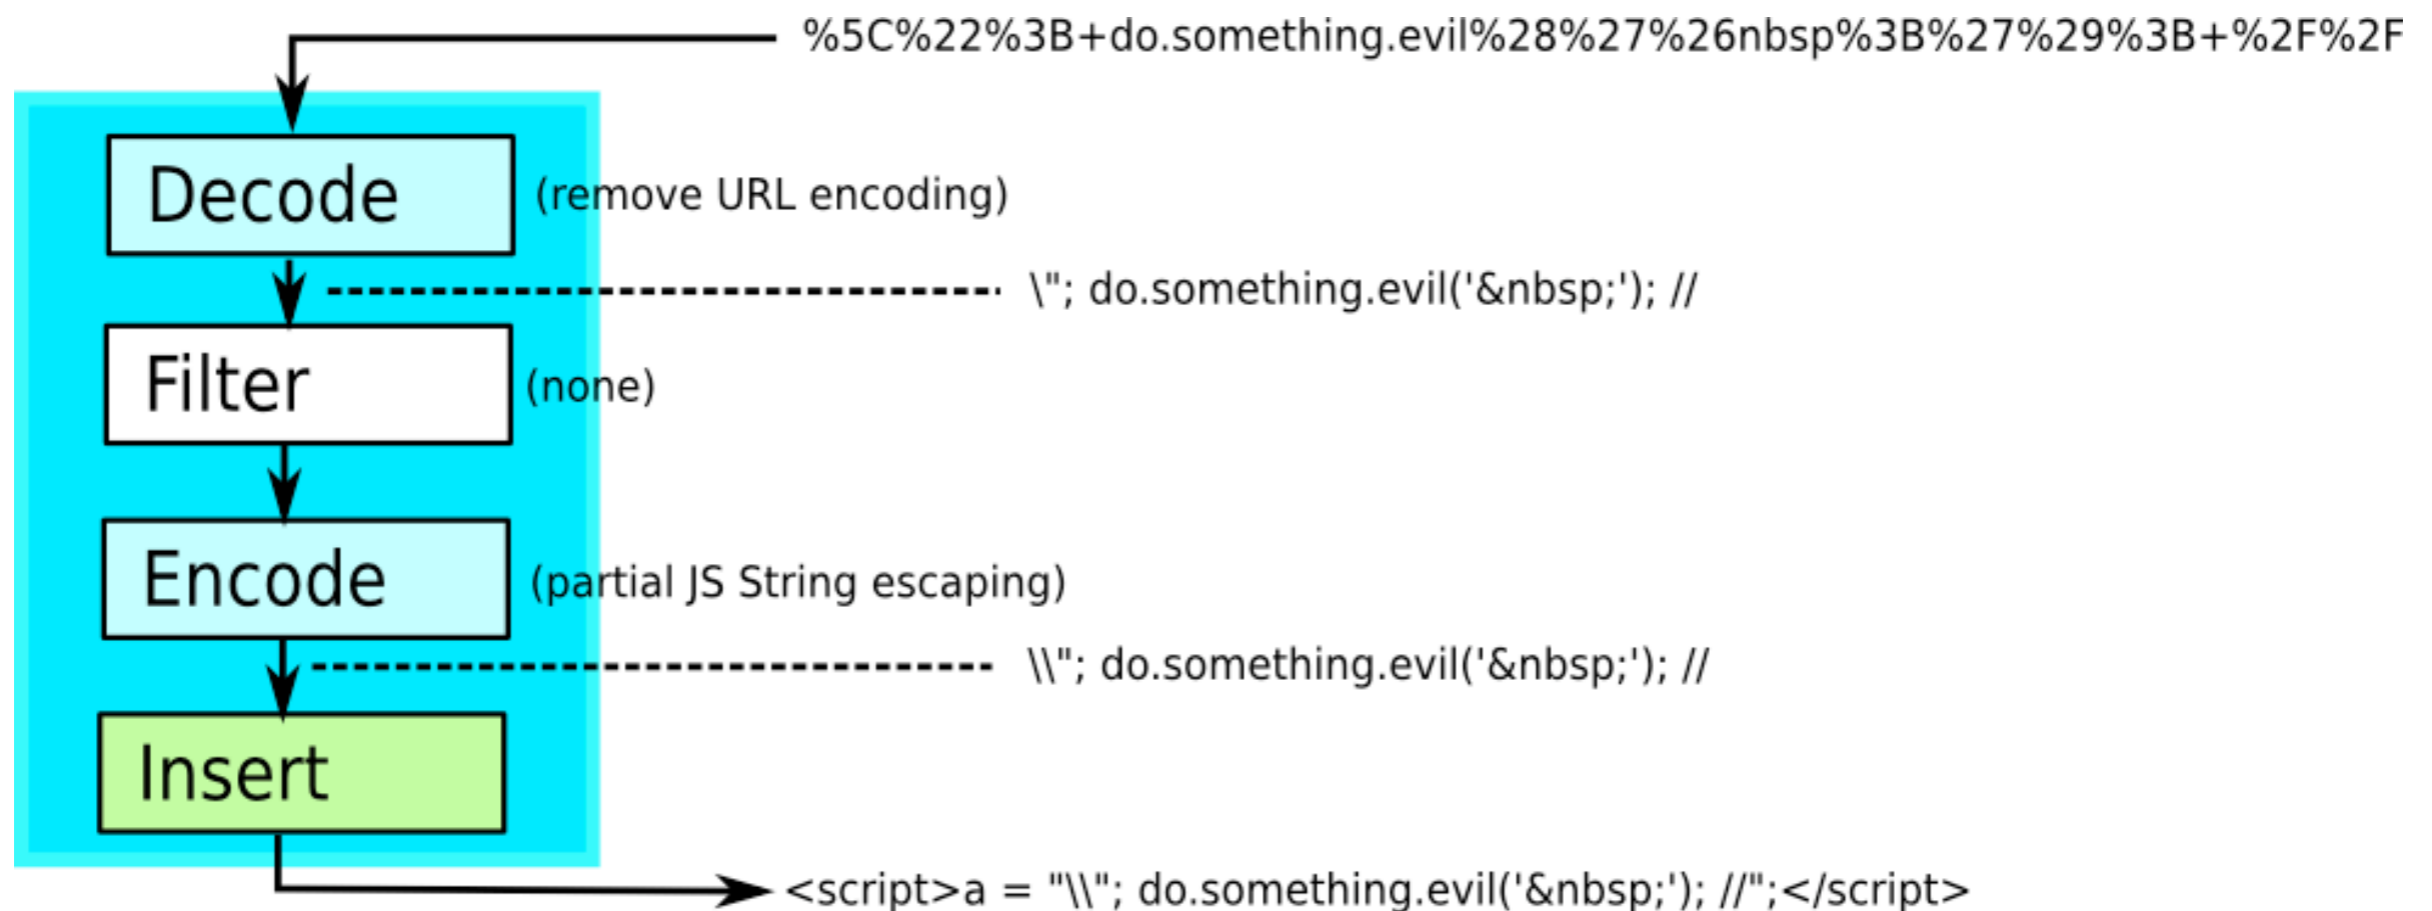 %5C%22%3B+do.something.evil%28%27%26nbsp%3B%27%29%3B+%2F%2F
Decode
(remove URL encoding)
\"; do.something.evil('&nbsp;'); //
Filter
(none)
Encode
(partial JS String escaping)
\\"; do.something.evil('&nbsp;'); //
Insert
<script>a = "\\"; do.something.evil('&nbsp;'); //";</script>